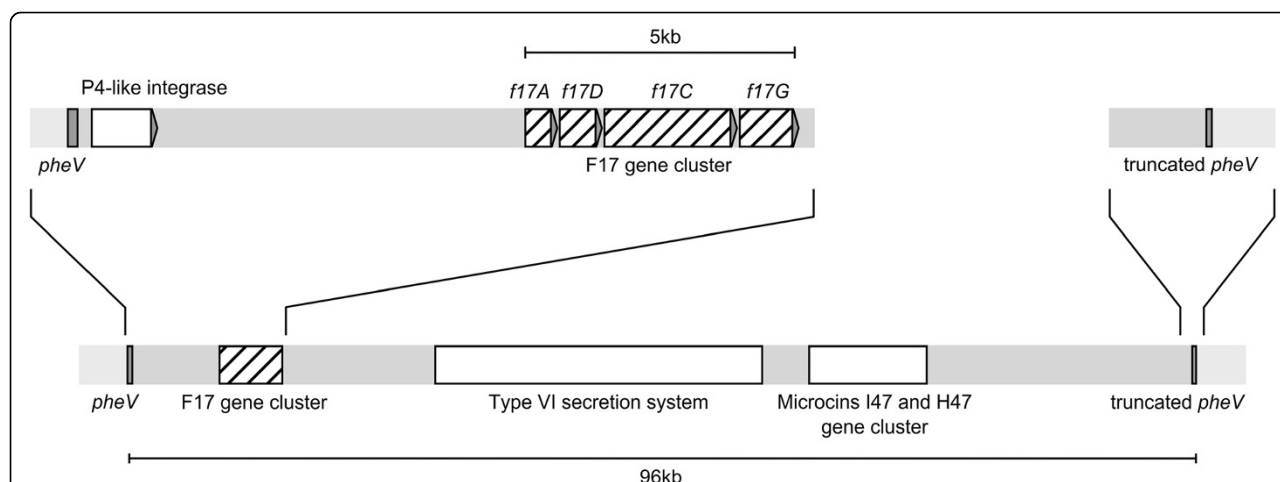 5kb
P4-like integrase
f17A f17D f17C f17G
pheV
F17 gene cluster
truncated pheV
pheV
F17 gene cluster
Type VI secretion system
Microcins I47 and H47
gene cluster
truncated pheV
96kb